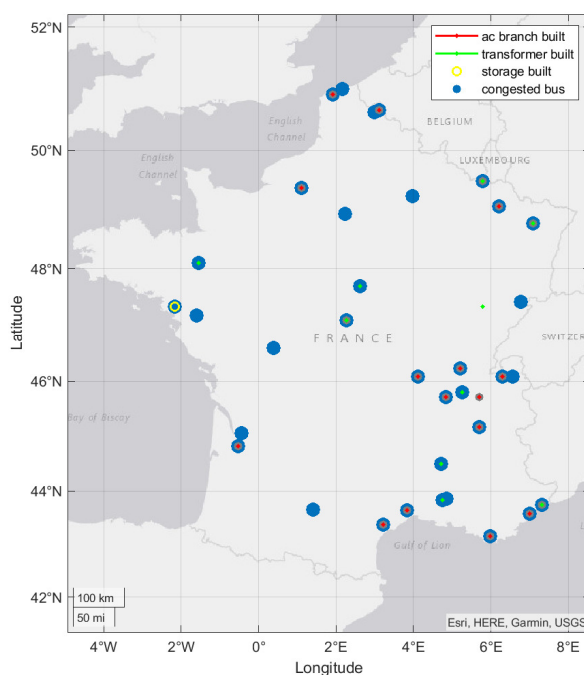 52°N
50°N
48°N
46°N
44°N
42°N
Latitude
ac branch built
transformer built
storage built
congested bus
English
Channel
BELGIUM
LUXEMBOURG
English
Channel
FRANCE
SWITZER
Bay of Biscay
Gulf of Lion
100 km
50 mi
Esri, HERE, Garmin, USGS
4°W
2°W
0°
2°E
4°E
6°E
8°E
Longitude